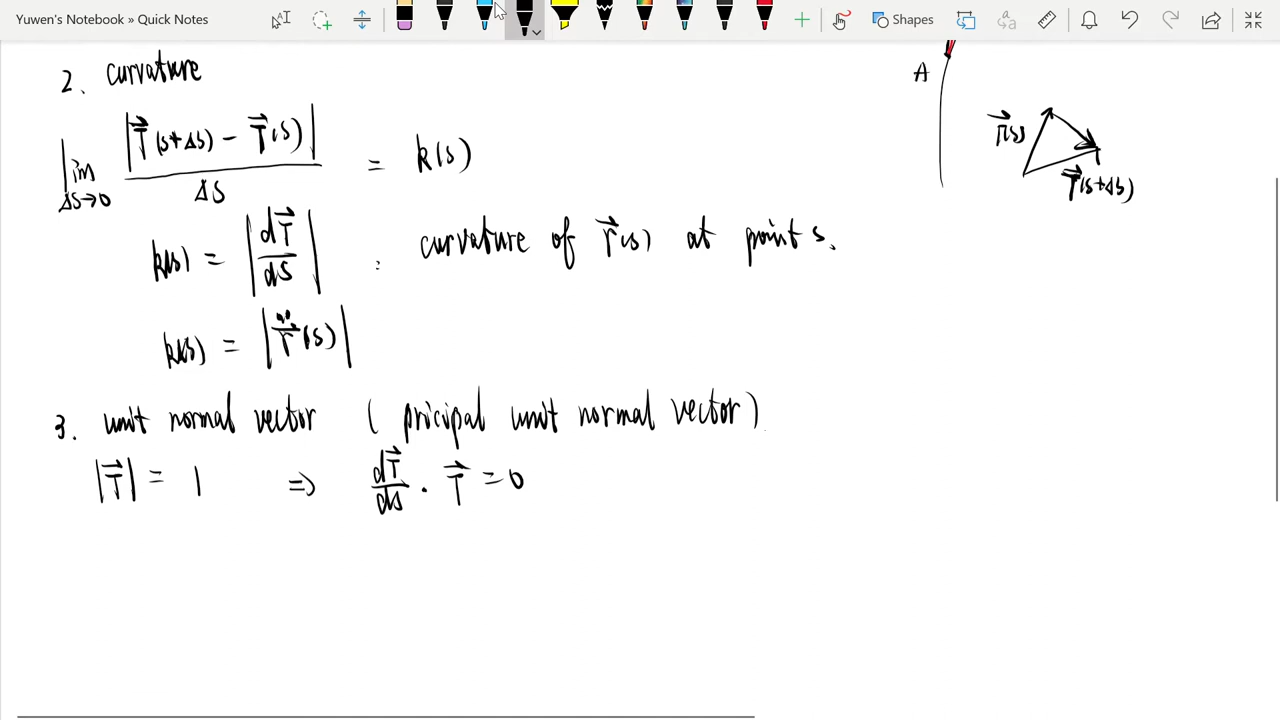 Yuwen's Notebook » Quick Notes
Shapes
2. curvature
A
lim Δs→0 |T⃗(s+Δs) − T⃗(s)| / Δs = k(s)
T⃗(s)
T⃗(s+Δs)
k(s) = |dT⃗/ds| : curvature of r⃗(s) at point s.
k(s) = |r̈⃗(s)|
3. unit normal vector ( pricipal unit normal vector)
|T⃗| = 1 ⇒ dT⃗/ds · T⃗ = 0